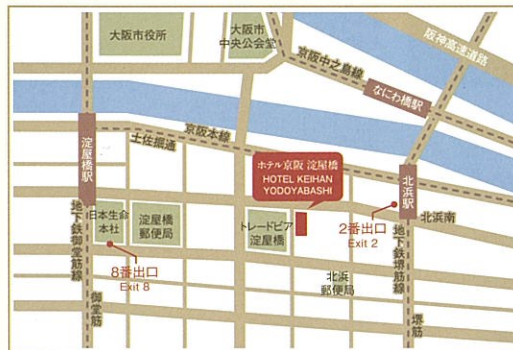 大阪市役所
大阪市
中央公会堂
阪神高速道路
京阪中之島線
なにわ橋駅
京阪本線
土佐掘通
淀屋橋駅
ホテル京阪 淀屋橋
HOTEL KEIHAN
YODOYABASHI
北浜駅
日本生命
本社
淀屋橋
郵便局
トレードピア
淀屋橋
2番出口
Exit 2
北浜南
8番出口
Exit 8
北浜
郵便局
地下鉄御堂筋線
御堂筋
地下鉄堺筋線
堺筋